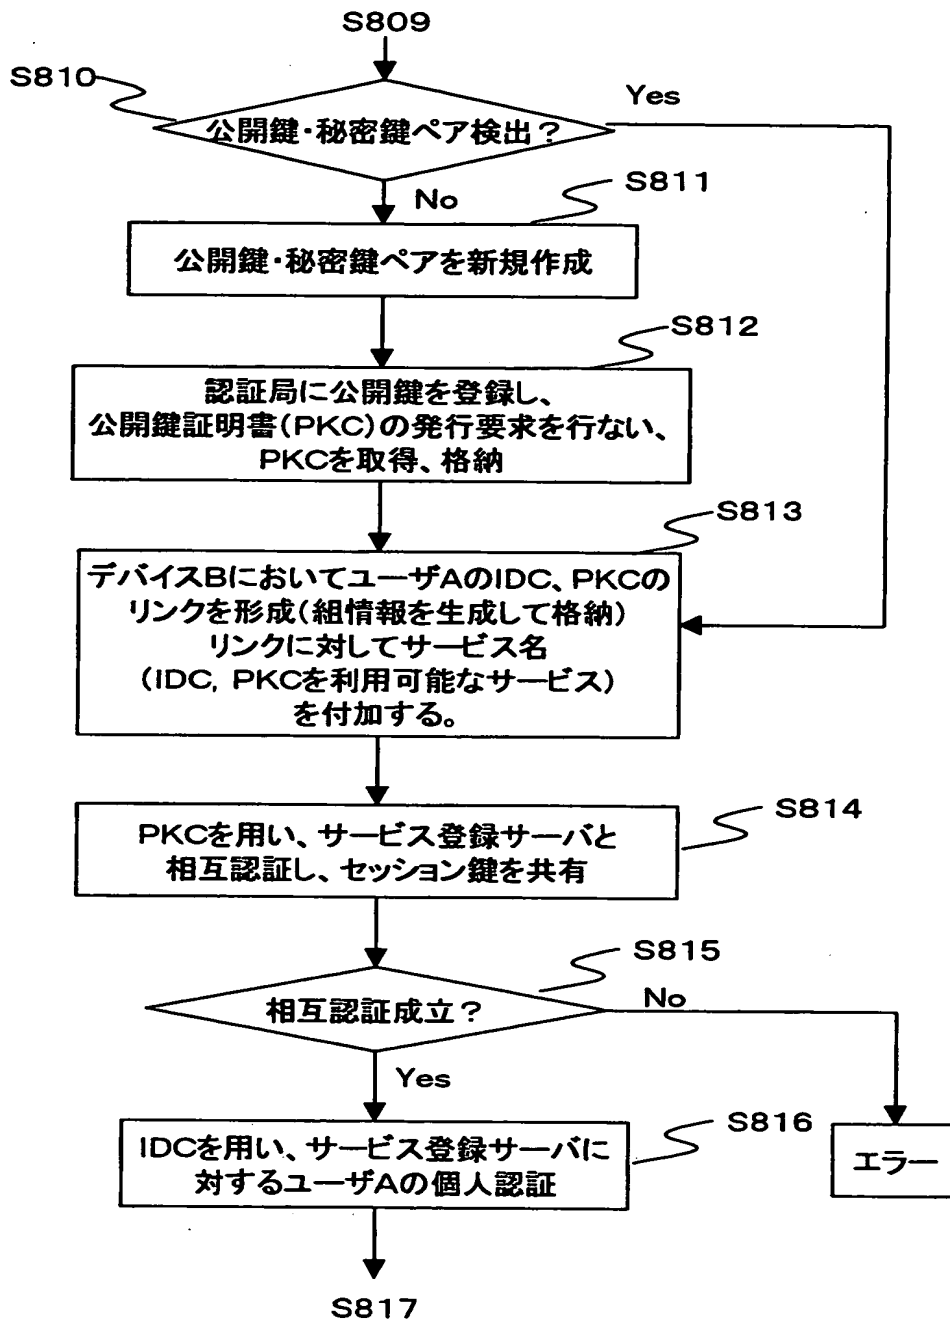 S809
S810
公開鍵・秘密鍵ペア検出？
Yes
No
S811
公開鍵・秘密鍵ペアを新規作成
S812
認証局に公開鍵を登録し、
公開鍵証明書(PKC)の発行要求を行ない、
PKCを取得、格納
S813
デバイスBにおいてユーザAのIDC、PKCの
リンクを形成(組情報を生成して格納)
リンクに対してサービス名
(IDC, PKCを利用可能なサービス)
を付加する。
S814
PKCを用い、サービス登録サーバと
相互認証し、セッション鍵を共有
S815
相互認証成立？
No
Yes
S816
IDCを用い、サービス登録サーバに
対するユーザAの個人認証
エラー
S817